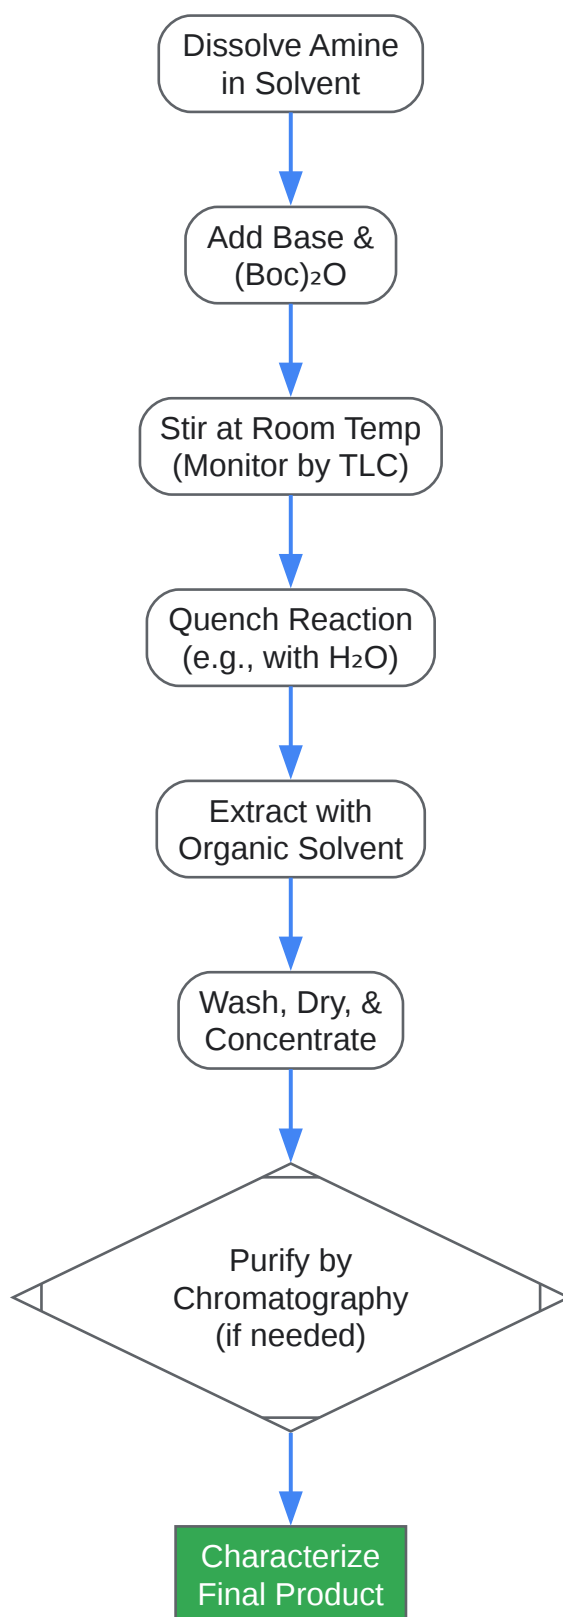 Dissolve Amine
in Solvent
Add Base &
(Boc)₂O
Stir at Room Temp
(Monitor by TLC)
Quench Reaction
(e.g., with H₂O)
Extract with
Organic Solvent
Wash, Dry, &
Concentrate
Purify by
Chromatography
(if needed)
Characterize
Final Product